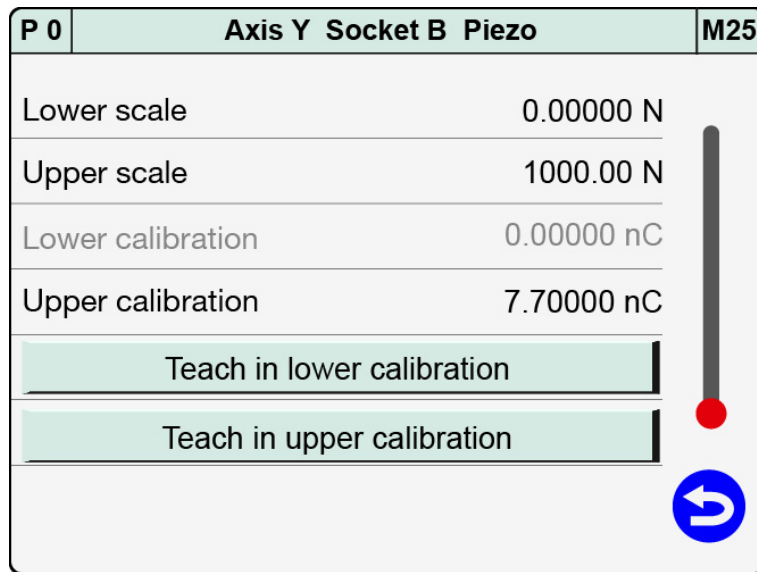 P 0 Axis Y Socket B Piezo M25
Lower scale 0.00000 N
Upper scale 1000.00 N
Lower calibration 0.00000 nC
Upper calibration 7.70000 nC
Teach in lower calibration
Teach in upper calibration